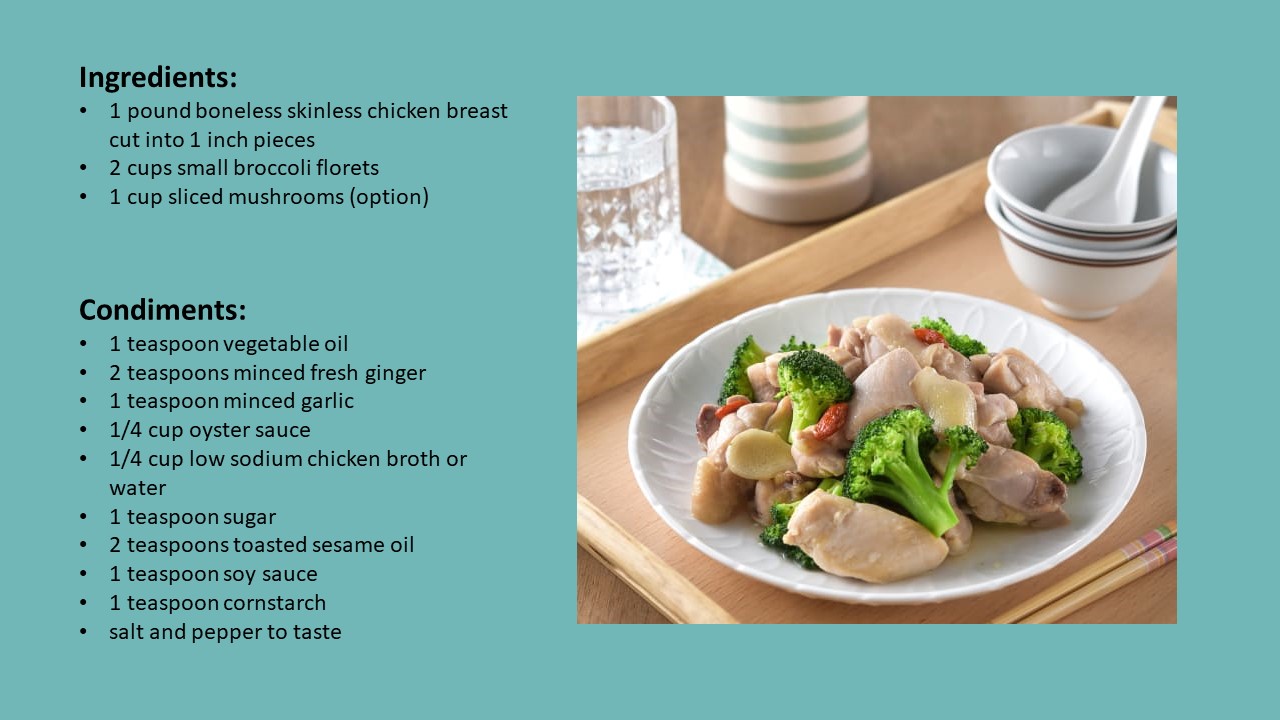 Ingredients:
• 1 pound boneless skinless chicken breast
cut into 1 inch pieces
• 2 cups small broccoli florets
• 1 cup sliced mushrooms (option)
Condiments:
• 1 teaspoon vegetable oil
• 2 teaspoons minced fresh ginger
• 1 teaspoon minced garlic
• 1/4 cup oyster sauce
• 1/4 cup low sodium chicken broth or
water
• 1 teaspoon sugar
• 2 teaspoons toasted sesame oil
• 1 teaspoon soy sauce
• 1 teaspoon cornstarch
• salt and pepper to taste